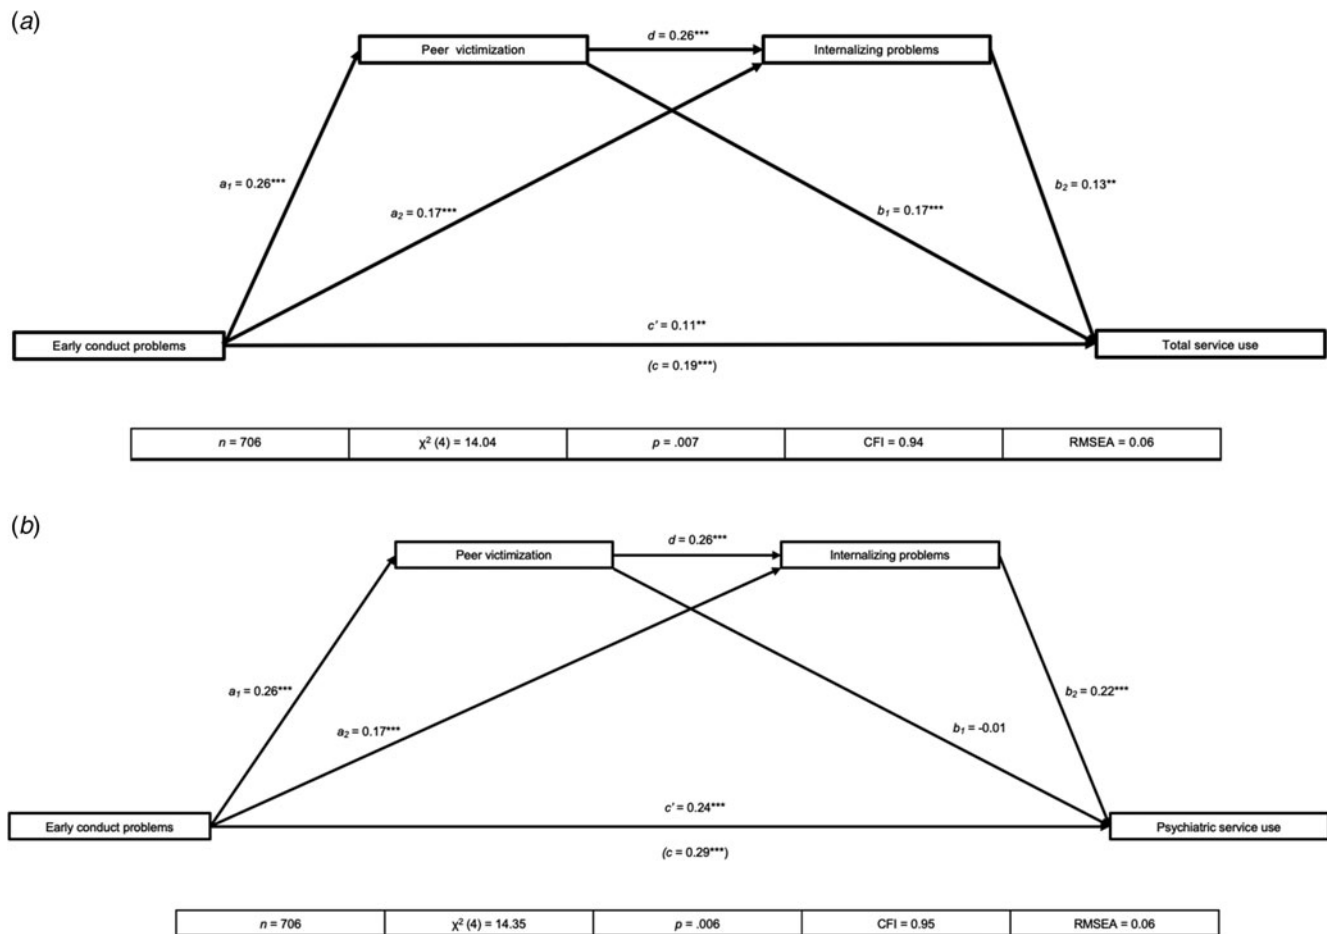 (a)
Peer victimization
d = 0.26***
Internalizing problems
a1 = 0.26***
a2 = 0.17***
b1 = 0.17***
b2 = 0.13**
c' = 0.11**
Early conduct problems
Total service use
(c = 0.19***)
n = 706 χ² (4) = 14.04 p = .007 CFI = 0.94 RMSEA = 0.06
(b)
Peer victimization
d = 0.26***
Internalizing problems
a1 = 0.26***
a2 = 0.17***
b1 = -0.01
b2 = 0.22***
c' = 0.24***
Early conduct problems
Psychiatric service use
(c = 0.29***)
n = 706 χ² (4) = 14.35 p = .006 CFI = 0.95 RMSEA = 0.06